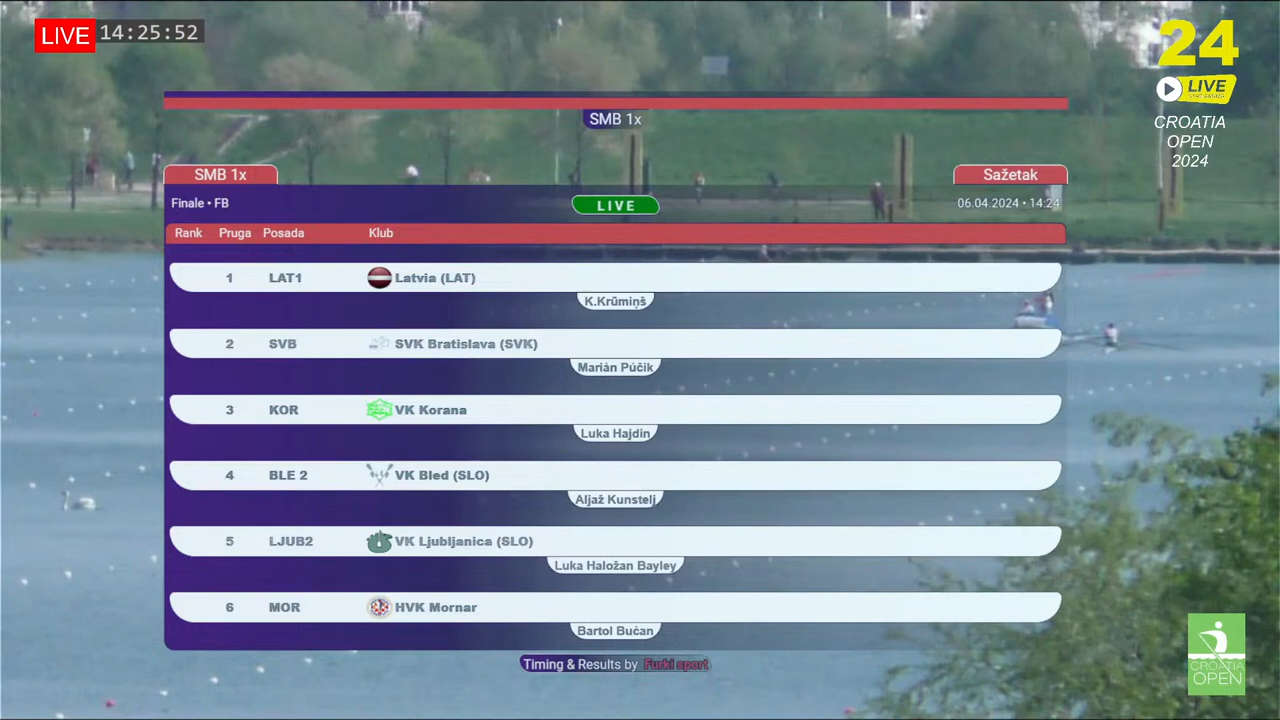 LIVE 14:25:52
24
LIVE
CROATIA
OPEN
2024
SMB 1x
SMB 1x Sažetak
Finale • FB LIVE 06.04.2024 • 14:24
Rank Pruga Posada Klub
1 LAT1 Latvia (LAT)
K.Krūmiņš
2 SVB SVK Bratislava (SVK)
Marián Púčik
3 KOR VK Korana
Luka Hajdin
4 BLE 2 VK Bled (SLO)
Aljaž Kunstelj
5 LJUB2 VK Ljubljanica (SLO)
Luka Haložan Bayley
6 MOR HVK Mornar
Bartol Bućan
Timing & Results by Furki sport
CROATIA
OPEN